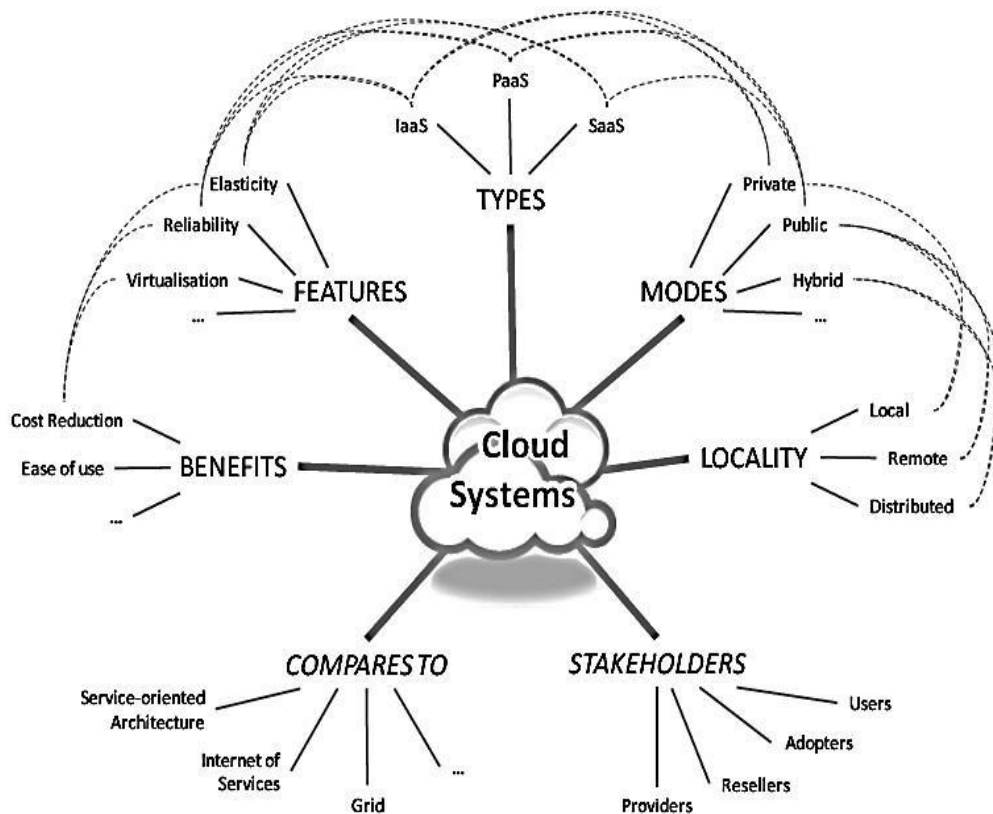 PaaS
IaaS
SaaS
TYPES
Elasticity
Reliability
Virtualisation
...
FEATURES
Private
Public
Hybrid
...
MODES
Cost Reduction
Ease of use
...
BENEFITS
Cloud
Systems
LOCALITY
Local
Remote
Distributed
COMPARES TO
Service-oriented
Architecture
Internet of
Services
Grid
...
STAKEHOLDERS
Users
Adopters
Resellers
Providers